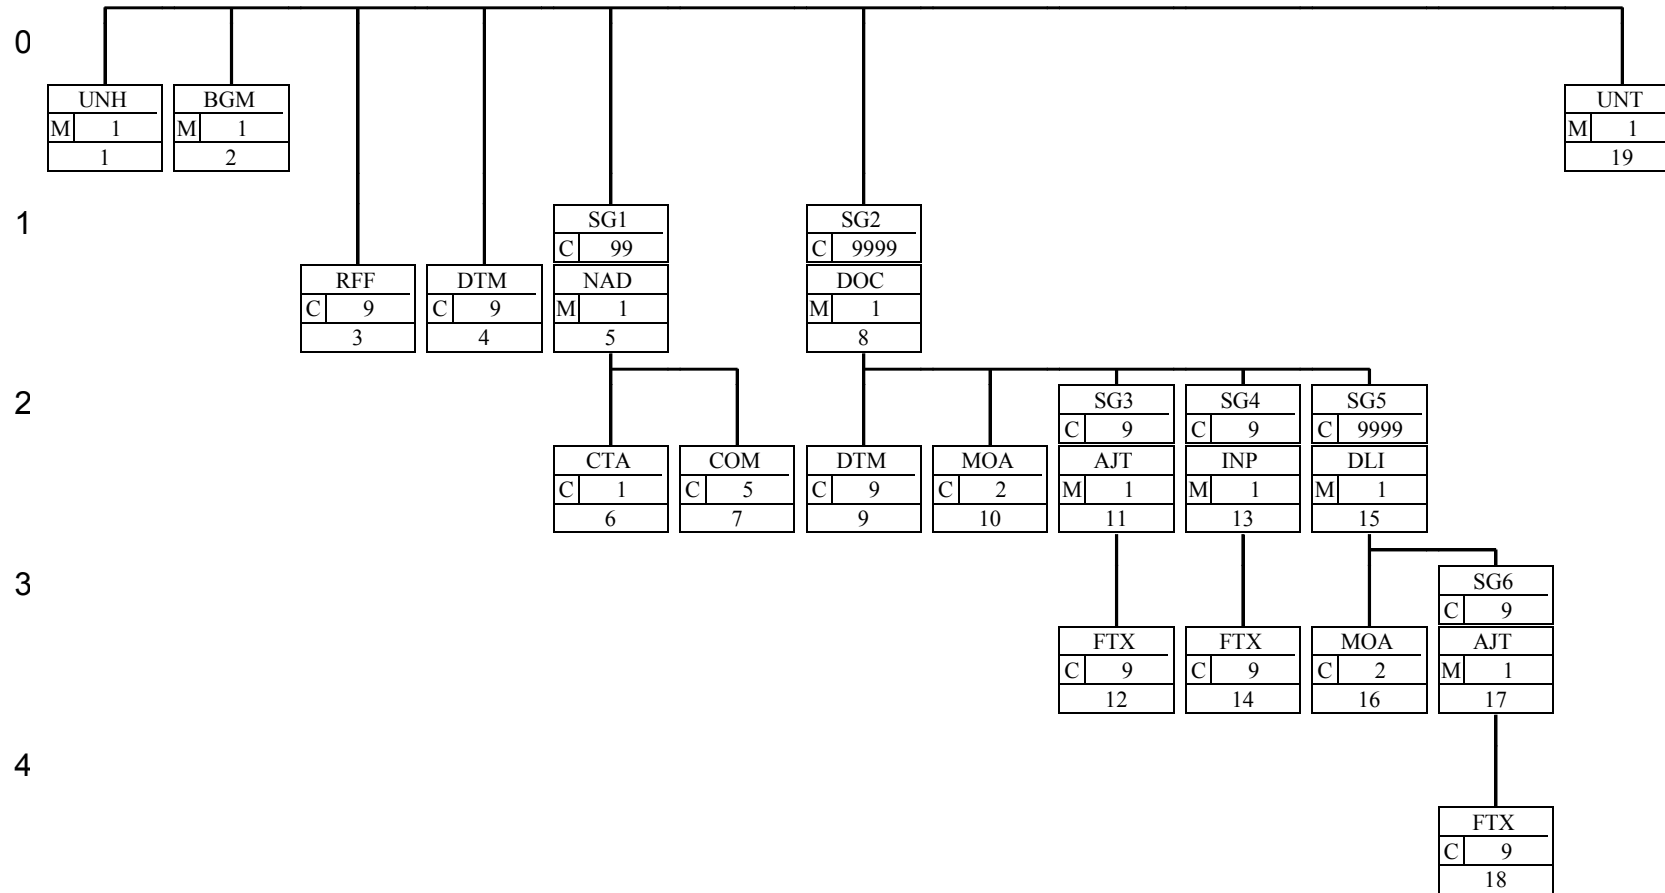 0
UNH
M 1
1
BGM
M 1
2
UNT
M 1
19
1
SG1
C 99
NAD
M 1
5
SG2
C 9999
DOC
M 1
8
RFF
C 9
3
DTM
C 9
4
2
SG3
C 9
AJT
M 1
11
SG4
C 9
INP
M 1
13
SG5
C 9999
DLI
M 1
15
CTA
C 1
6
COM
C 5
7
DTM
C 9
9
MOA
C 2
10
3
SG6
C 9
AJT
M 1
17
FTX
C 9
12
FTX
C 9
14
MOA
C 2
16
4
FTX
C 9
18